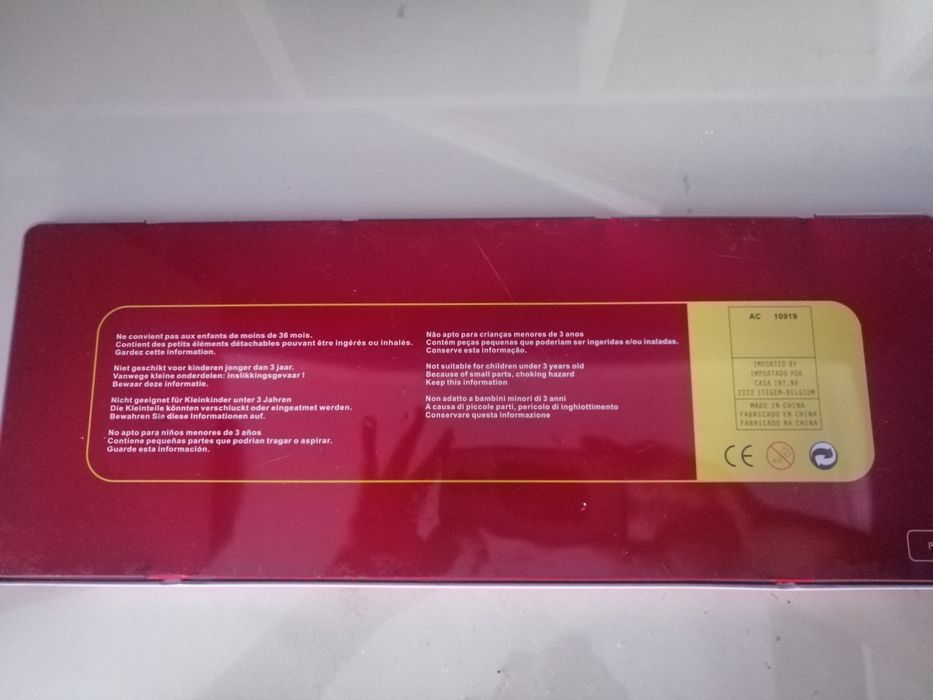 Ne convient pas aux enfants de moins de 36 mois.
Contient des petits éléments détachables pouvant être ingérés ou inhalés.
Gardez cette information.
Niet geschikt voor kinderen jonger dan 3 jaar.
Vanwege kleine onderdelen: inslikkingsgevaar !
Bewaar deze informatie.
Nicht geeignet für Kleinkinder unter 3 Jahren
Die Kleinteile könnten verschluckt oder eingeatmet werden.
Bewahren Sie diese Informationen auf.
No apto para niños menores de 3 años
Contiene pequeñas partes que podrian tragar o aspirar.
Guarde esta información.
Não apto para crianças menores de 3 anos
Contém peças pequenas que poderiam ser ingeridas e/ou inaladas.
Conserve esta informação.
Not suitable for children under 3 years old
Because of small parts, choking hazard
Keep this information
Non adatto a bambini minori di 3 anni
A causa di piccole parti, pericolo di inghiottimento
Conservare questa informazione
AC 10919
IMPORTED BY
IMPORTADO POR
CASA INT.NV
2222 ITEGEM-BELGIUM
MADE IN CHINA
FABRICADO EN CHINA
FABRICADO NA CHINA
CE